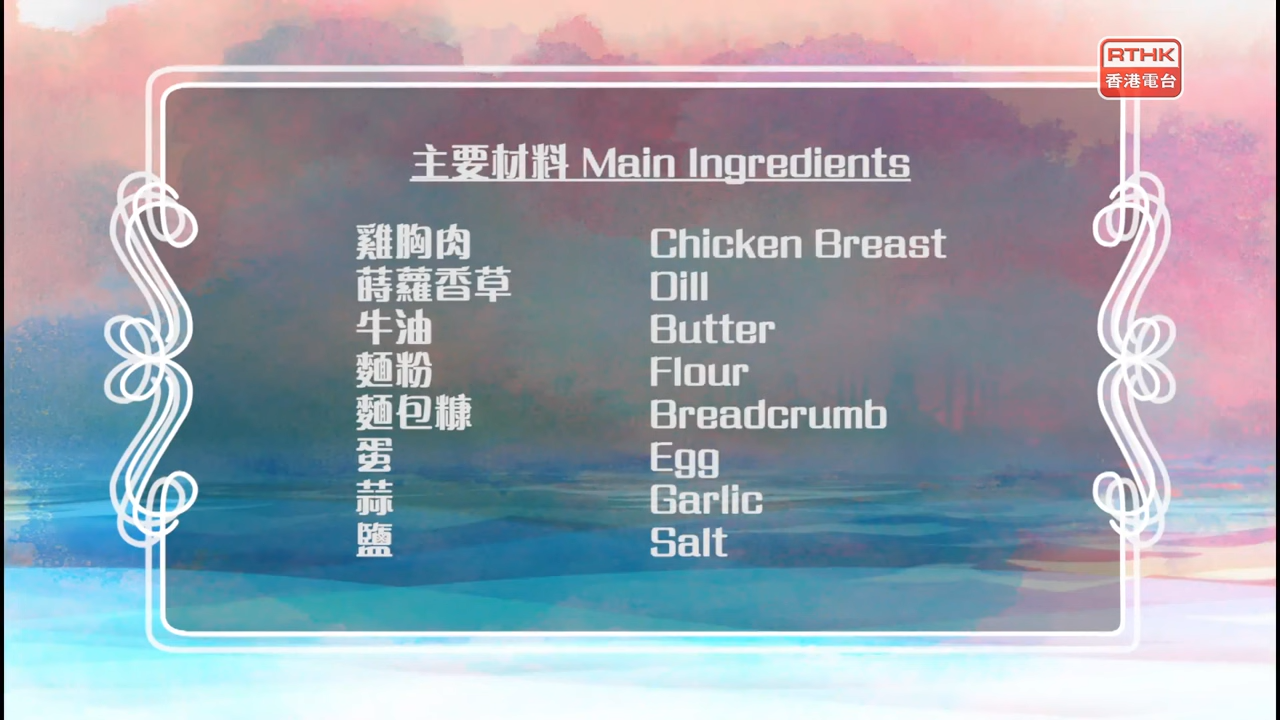 RTHK
香港電台
主要材料 Main Ingredients
雞胸肉 Chicken Breast
蒔蘿香草 Dill
牛油 Butter
麵粉 Flour
麵包糠 Breadcrumb
蛋 Egg
蒜 Garlic
鹽 Salt